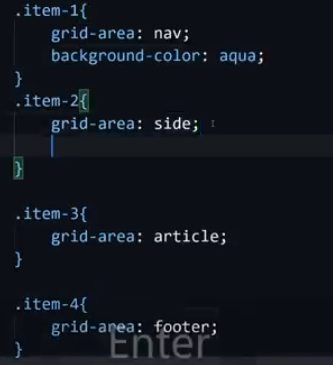 .item-1{
    grid-area: nav;
    background-color: aqua;
}
.item-2{
    grid-area: side;
}
.item-3{
    grid-area: article;
}
.item-4{
    grid-area: footer;
}
Enter